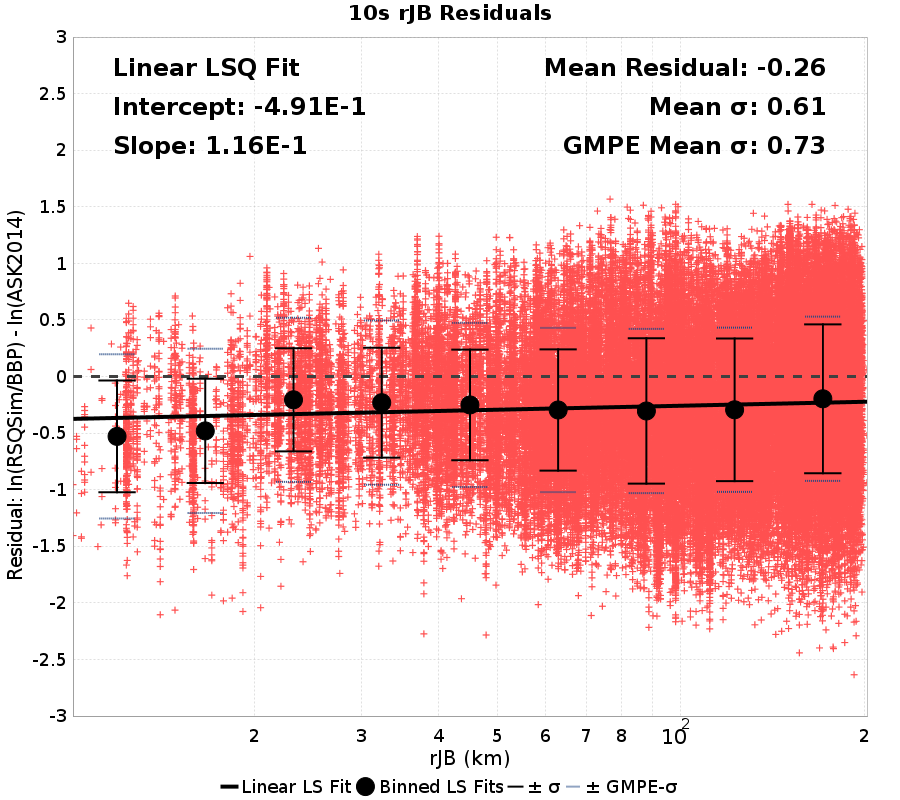 10s rJB Residuals
Linear LSQ Fit
Intercept: -4.91E-1
Slope: 1.16E-1
Mean Residual: -0.26
Mean σ: 0.61
GMPE Mean σ: 0.73
Residual: ln(RSQSim/BBP) - ln(ASK2014)
3
2.5
2
1.5
1
0.5
0
-0.5
-1
-1.5
-2
-2.5
-3
2 3 4 5 6 7 8 10² 2
rJB (km)
Linear LS Fit Binned LS Fits ± σ ± GMPE-σ